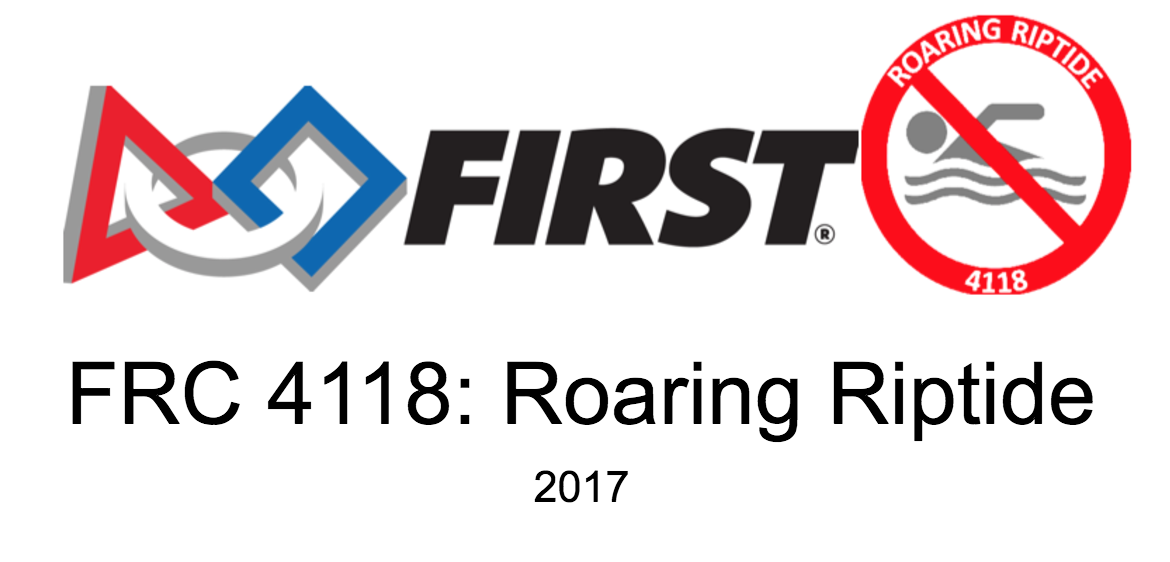 FIRST®
ROARING RIPTIDE
4118
FRC 4118: Roaring Riptide
2017